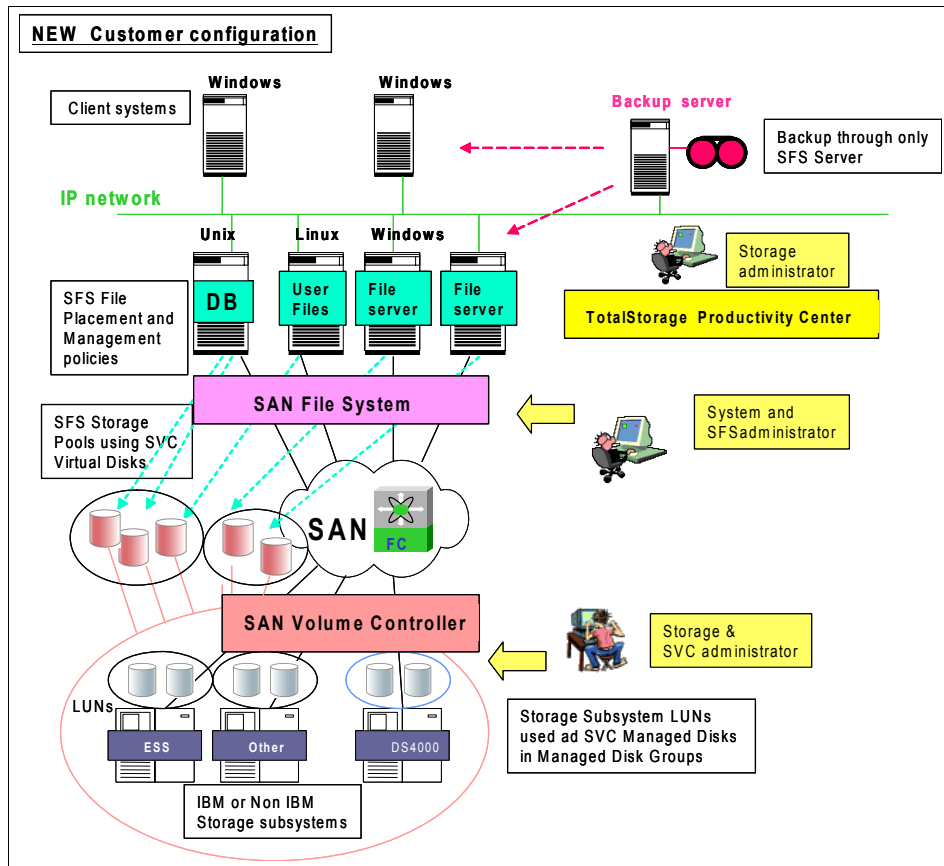 NEW Customer configuration
Windows
Windows
Client systems
Backup server
Backup through only
SFS Server
IP network
Unix
Linux
Windows
DB
User
Files
File
server
File
server
SFS File
Placement and
Management
policies
Storage
administrator
TotalStorage Productivity Center
SAN File System
System and
SFSadministrator
SFS Storage
Pools using SVC
Virtual Disks
SAN
FC
SAN Volume Controller
Storage &
SVC administrator
LUNs
ESS
Other
DS4000
Storage Subsystem LUNs
used ad SVC Managed Disks
in Managed Disk Groups
IBM or Non IBM
Storage subsystems